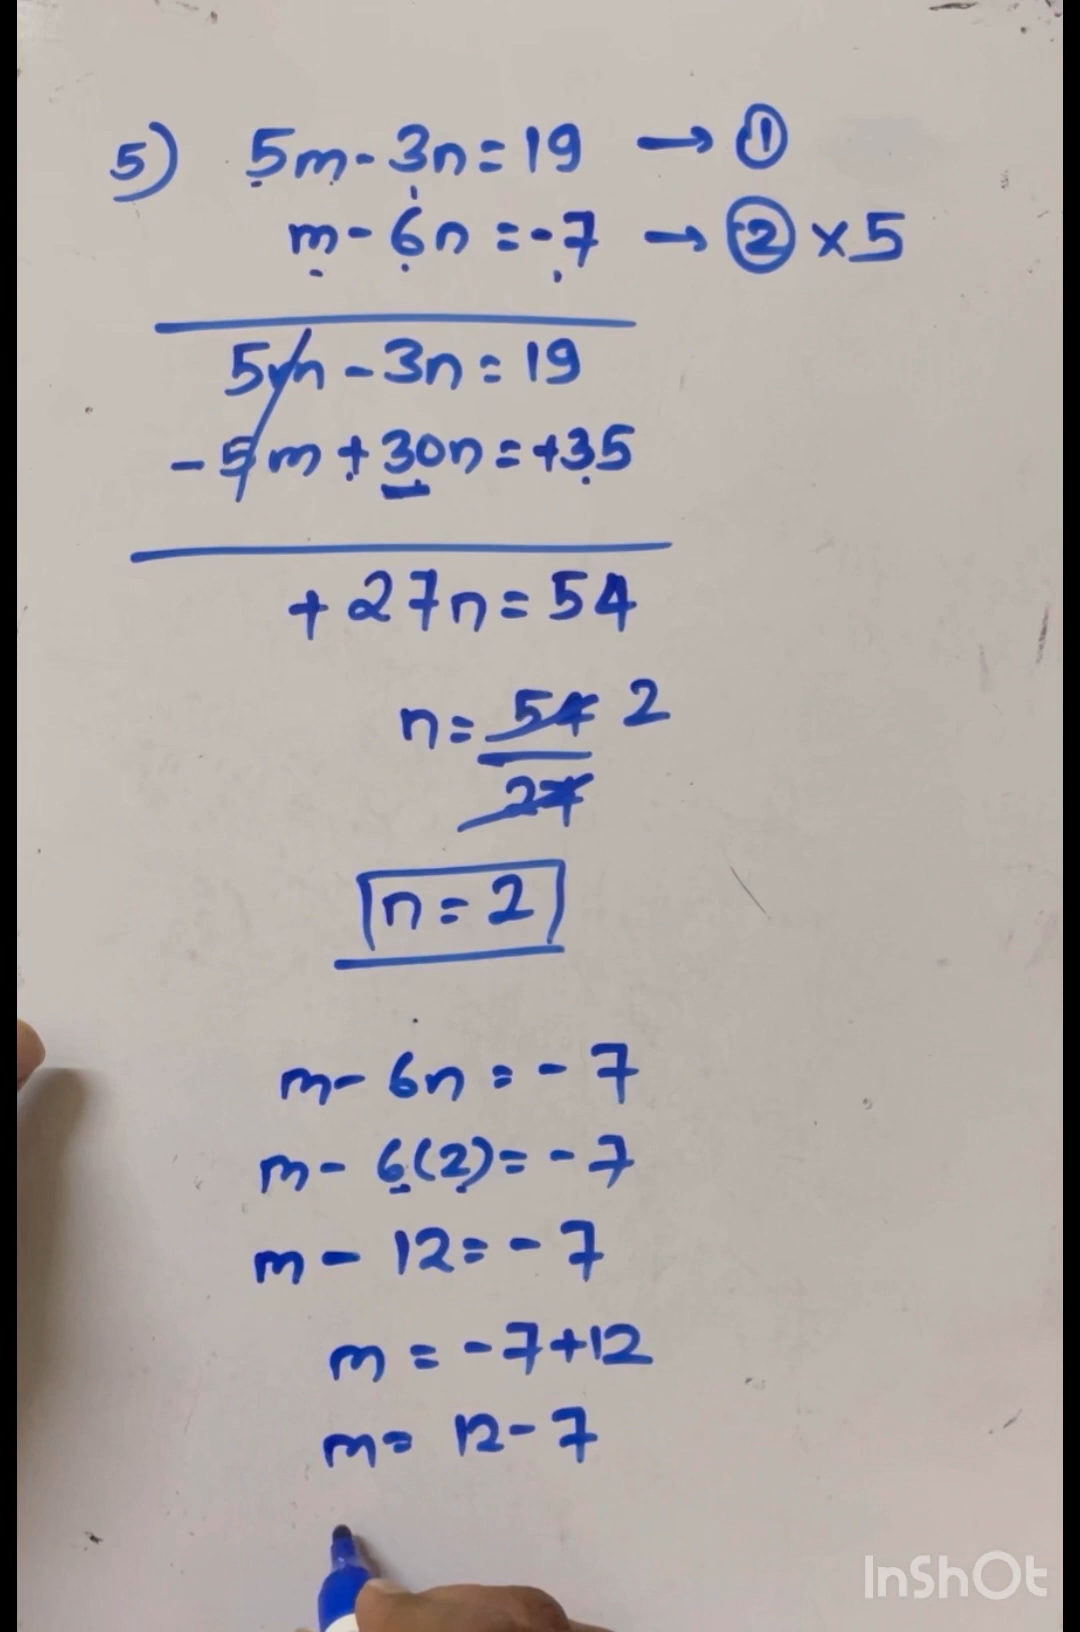 5) 5m - 3n = 19 → ①
m - 6n = -7 → ② × 5
5m - 3n = 19
- 5m + 30n = +35
+ 27n = 54
n = 54/27 2
n = 2
m - 6n = - 7
m - 6(2) = - 7
m - 12 = - 7
m = - 7 + 12
m = 12 - 7
InShOt